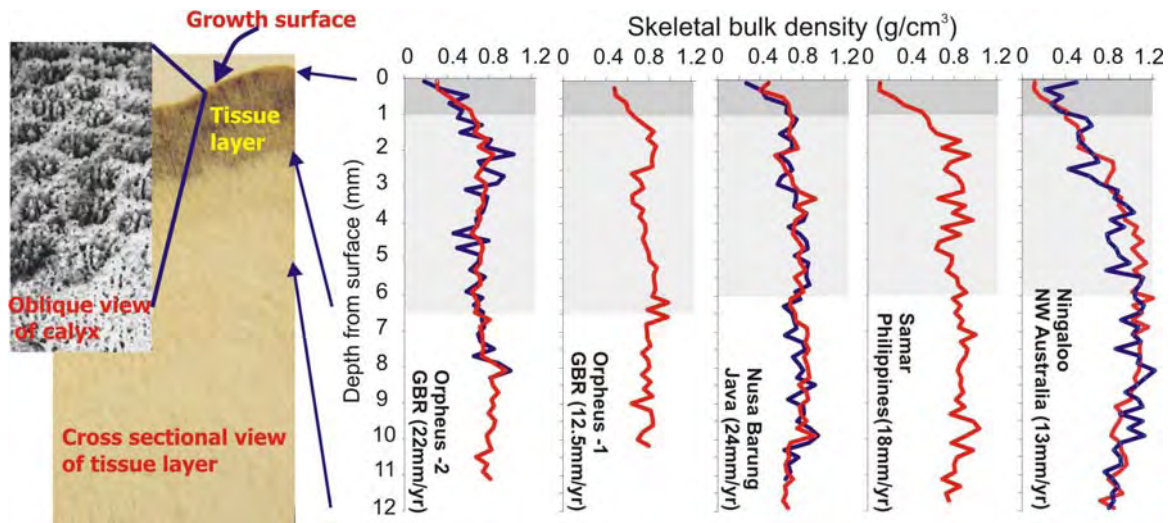 Growth surface
Tissue
layer
Oblique view
of calyx
Cross sectional view
of tissue layer
Skeletal bulk density (g/cm³)
0 0.4 0.8 1.2 0 0.4 0.8 1.2 0 0.4 0.8 1.2 0 0.4 0.8 1.2 0 0.4 0.8 1.2
Depth from surface (mm)
0
1
2
3
4
5
6
7
8
9
10
11
12
Orpheus -2
GBR (22mm/yr)
Orpheus -1
GBR (12.5mm/yr)
Nusa Barung
Java (24mm/yr)
Samar
Philippines(18mm/yr)
Ningaloo
NW Australia (13mm/yr)